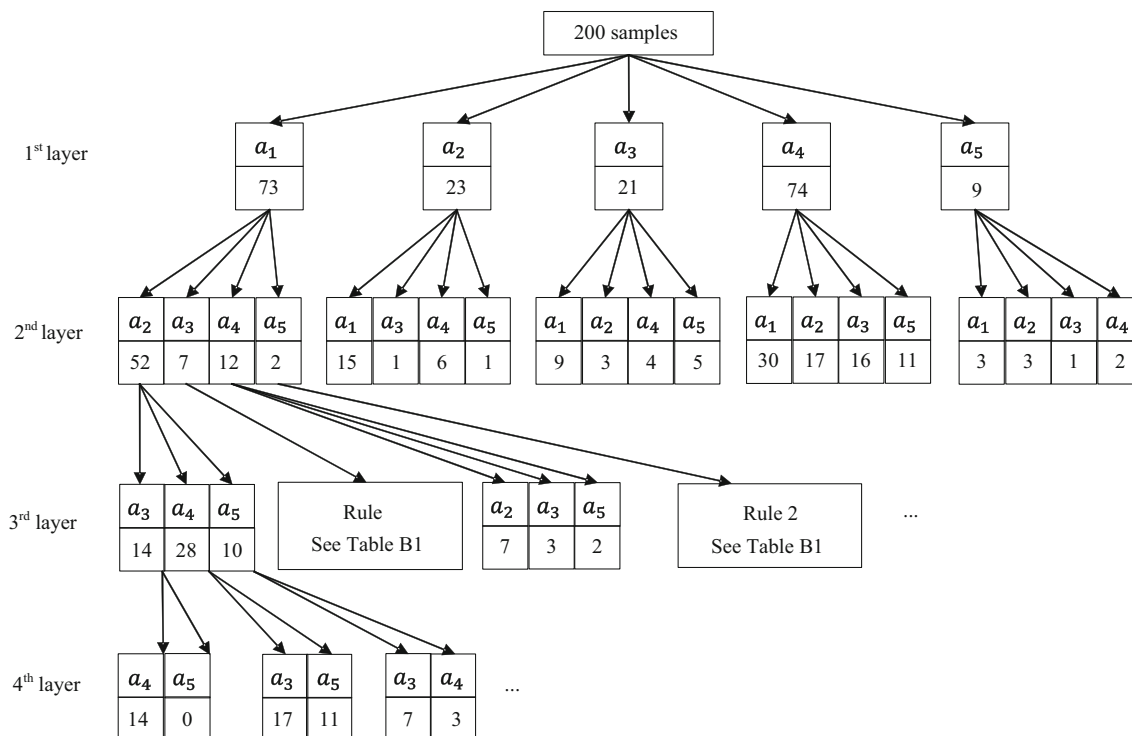 200 samples
1st layer
a1 a2 a3 a4 a5
73 23 21 74 9
2nd layer
a2 a3 a4 a5 a1 a3 a4 a5 a1 a2 a4 a5 a1 a2 a3 a5 a1 a2 a3 a4
52 7 12 2 15 1 6 1 9 3 4 5 30 17 16 11 3 3 1 2
3rd layer
a3 a4 a5
14 28 10
Rule
See Table B1
a2 a3 a5
7 3 2
Rule 2
See Table B1
...
4th layer
a4 a5 a3 a5 a3 a4
14 0 17 11 7 3
...